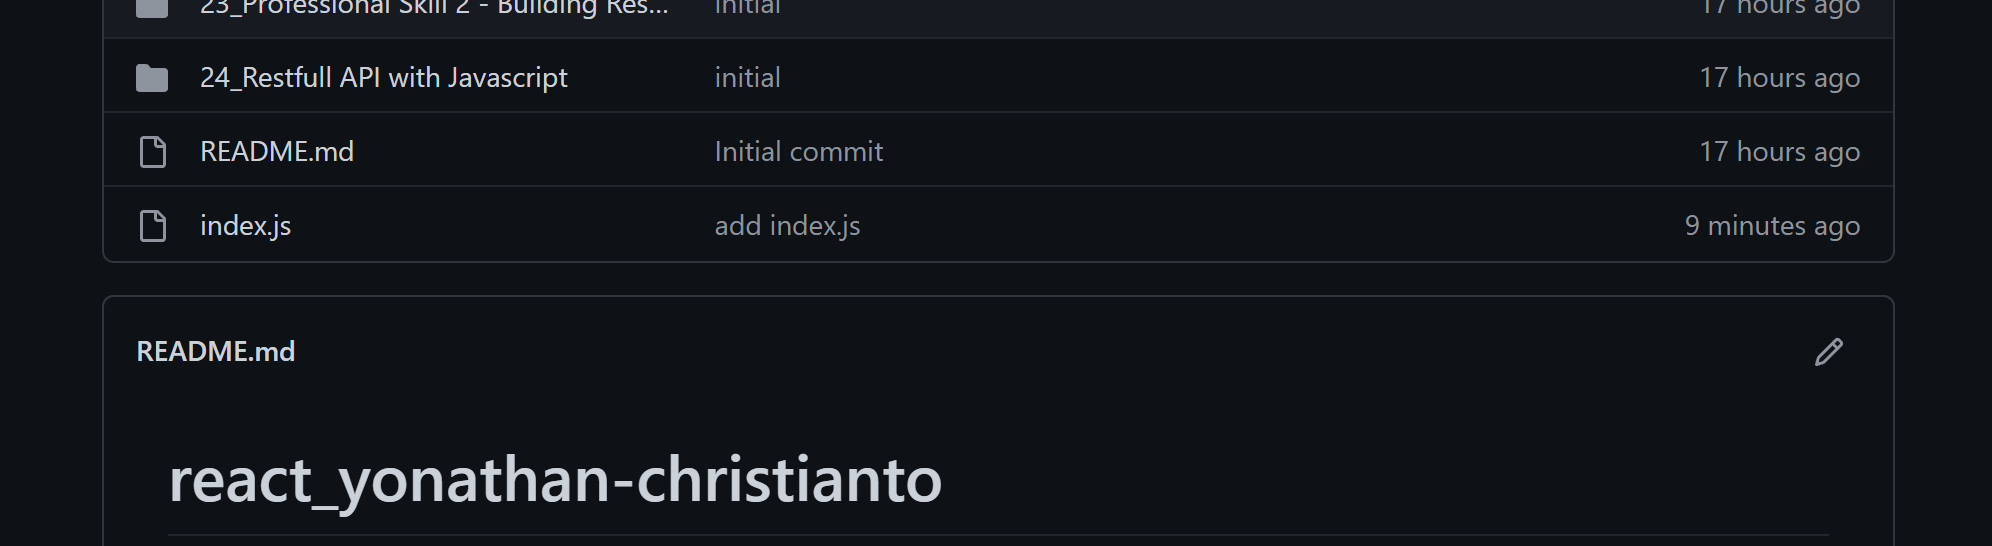 23_Professional Skill 2 - Building Res... initial 17 hours ago
24_Restfull API with Javascript initial 17 hours ago
README.md Initial commit 17 hours ago
index.js add index.js 9 minutes ago
README.md
react_yonathan-christianto